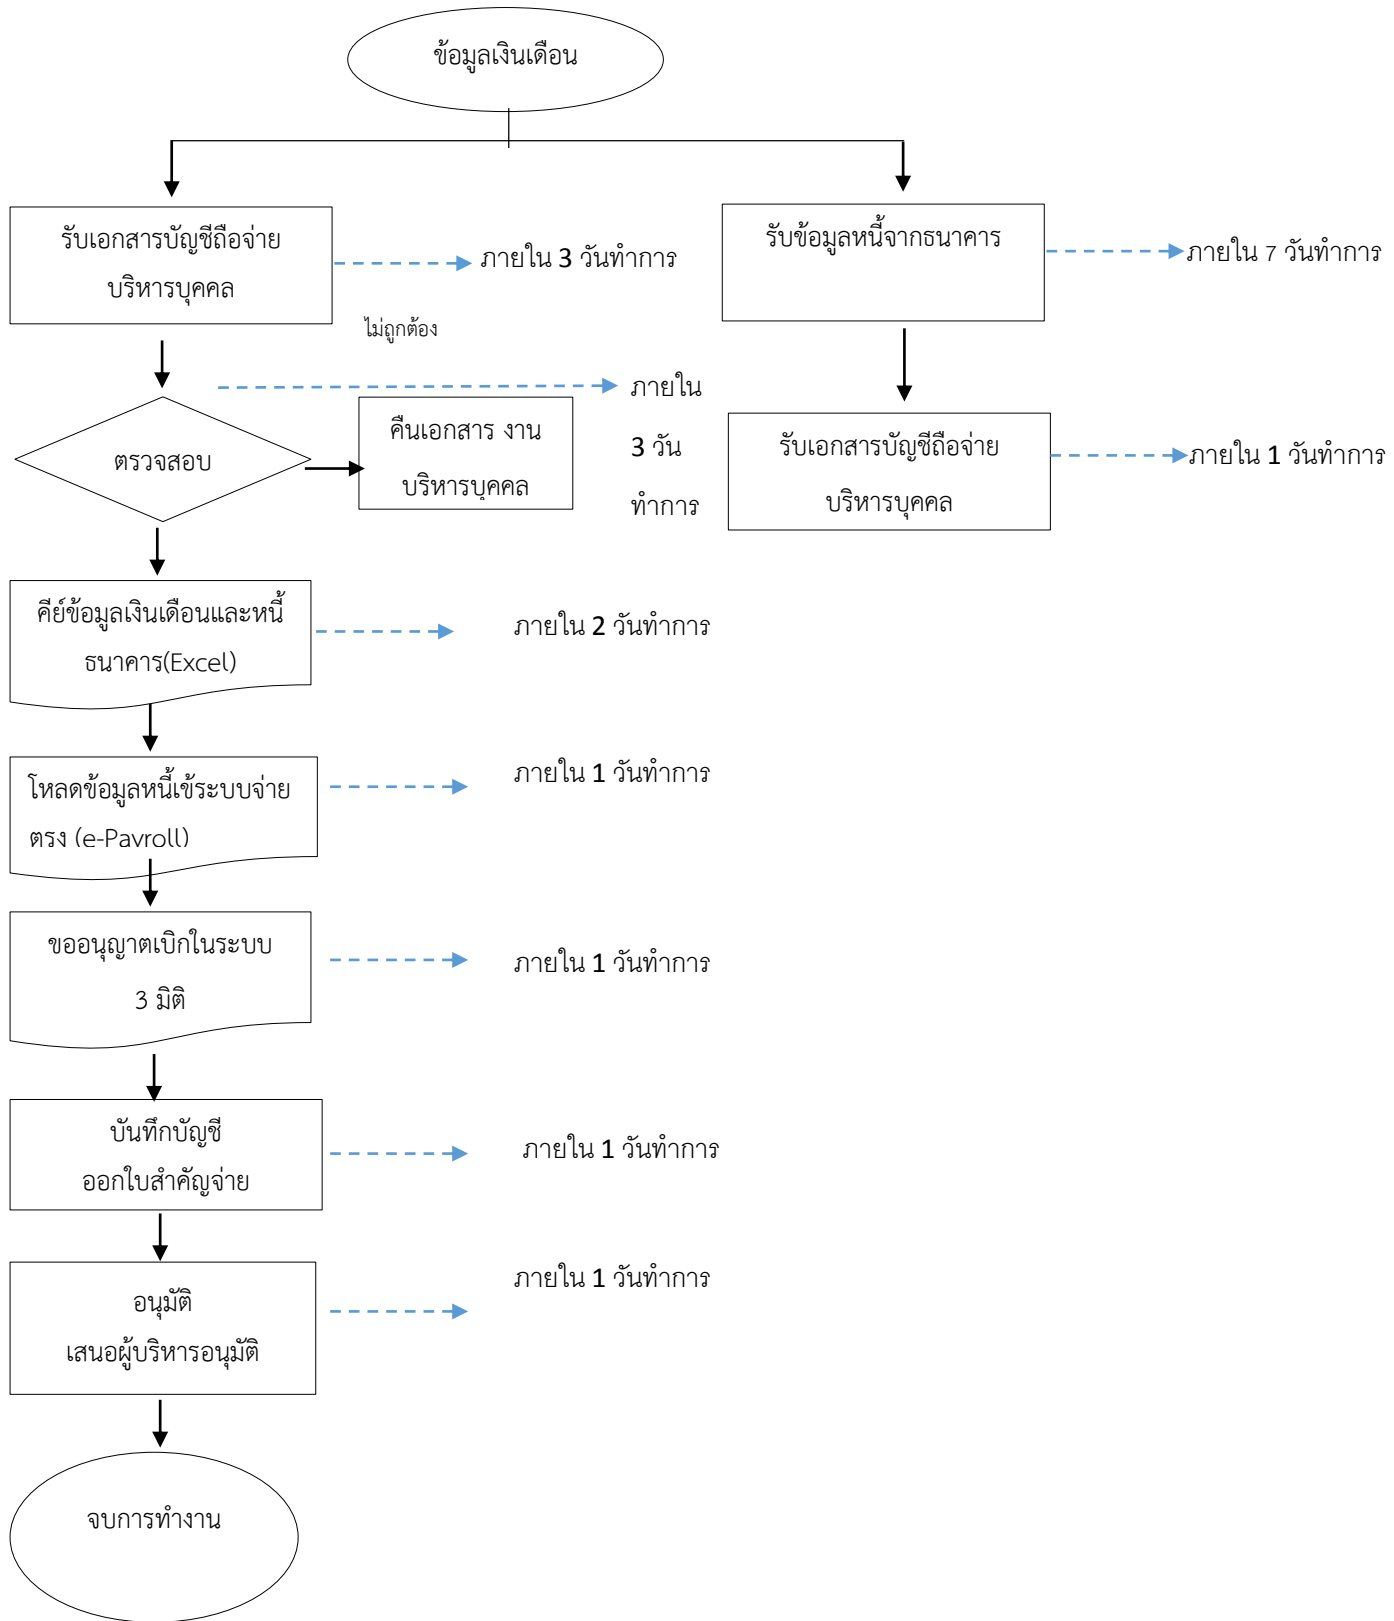 ข้อมูลเงินเดือน
รับเอกสารบัญชีถือจ่าย
บริหารบุคคล
ภายใน 3 วันทำการ
รับข้อมูลหนี้จากธนาคาร
ภายใน 7 วันทำการ
ไม่ถูกต้อง
ตรวจสอบ
คืนเอกสาร งาน
บริหารบุคคล
ภายใน
3 วัน
ทำการ
รับเอกสารบัญชีถือจ่าย
บริหารบุคคล
ภายใน 1 วันทำการ
คีย์ข้อมูลเงินเดือนและหนี้
ธนาคาร(Excel)
ภายใน 2 วันทำการ
โหลดข้อมูลหนี้เข้ระบบจ่าย
ตรง (e-Payroll)
ภายใน 1 วันทำการ
ขออนุญาตเบิกในระบบ
3 มิติ
ภายใน 1 วันทำการ
บันทึกบัญชี
ออกใบสำคัญจ่าย
ภายใน 1 วันทำการ
อนุมัติ
เสนอผู้บริหารอนุมัติ
ภายใน 1 วันทำการ
จบการทำงาน